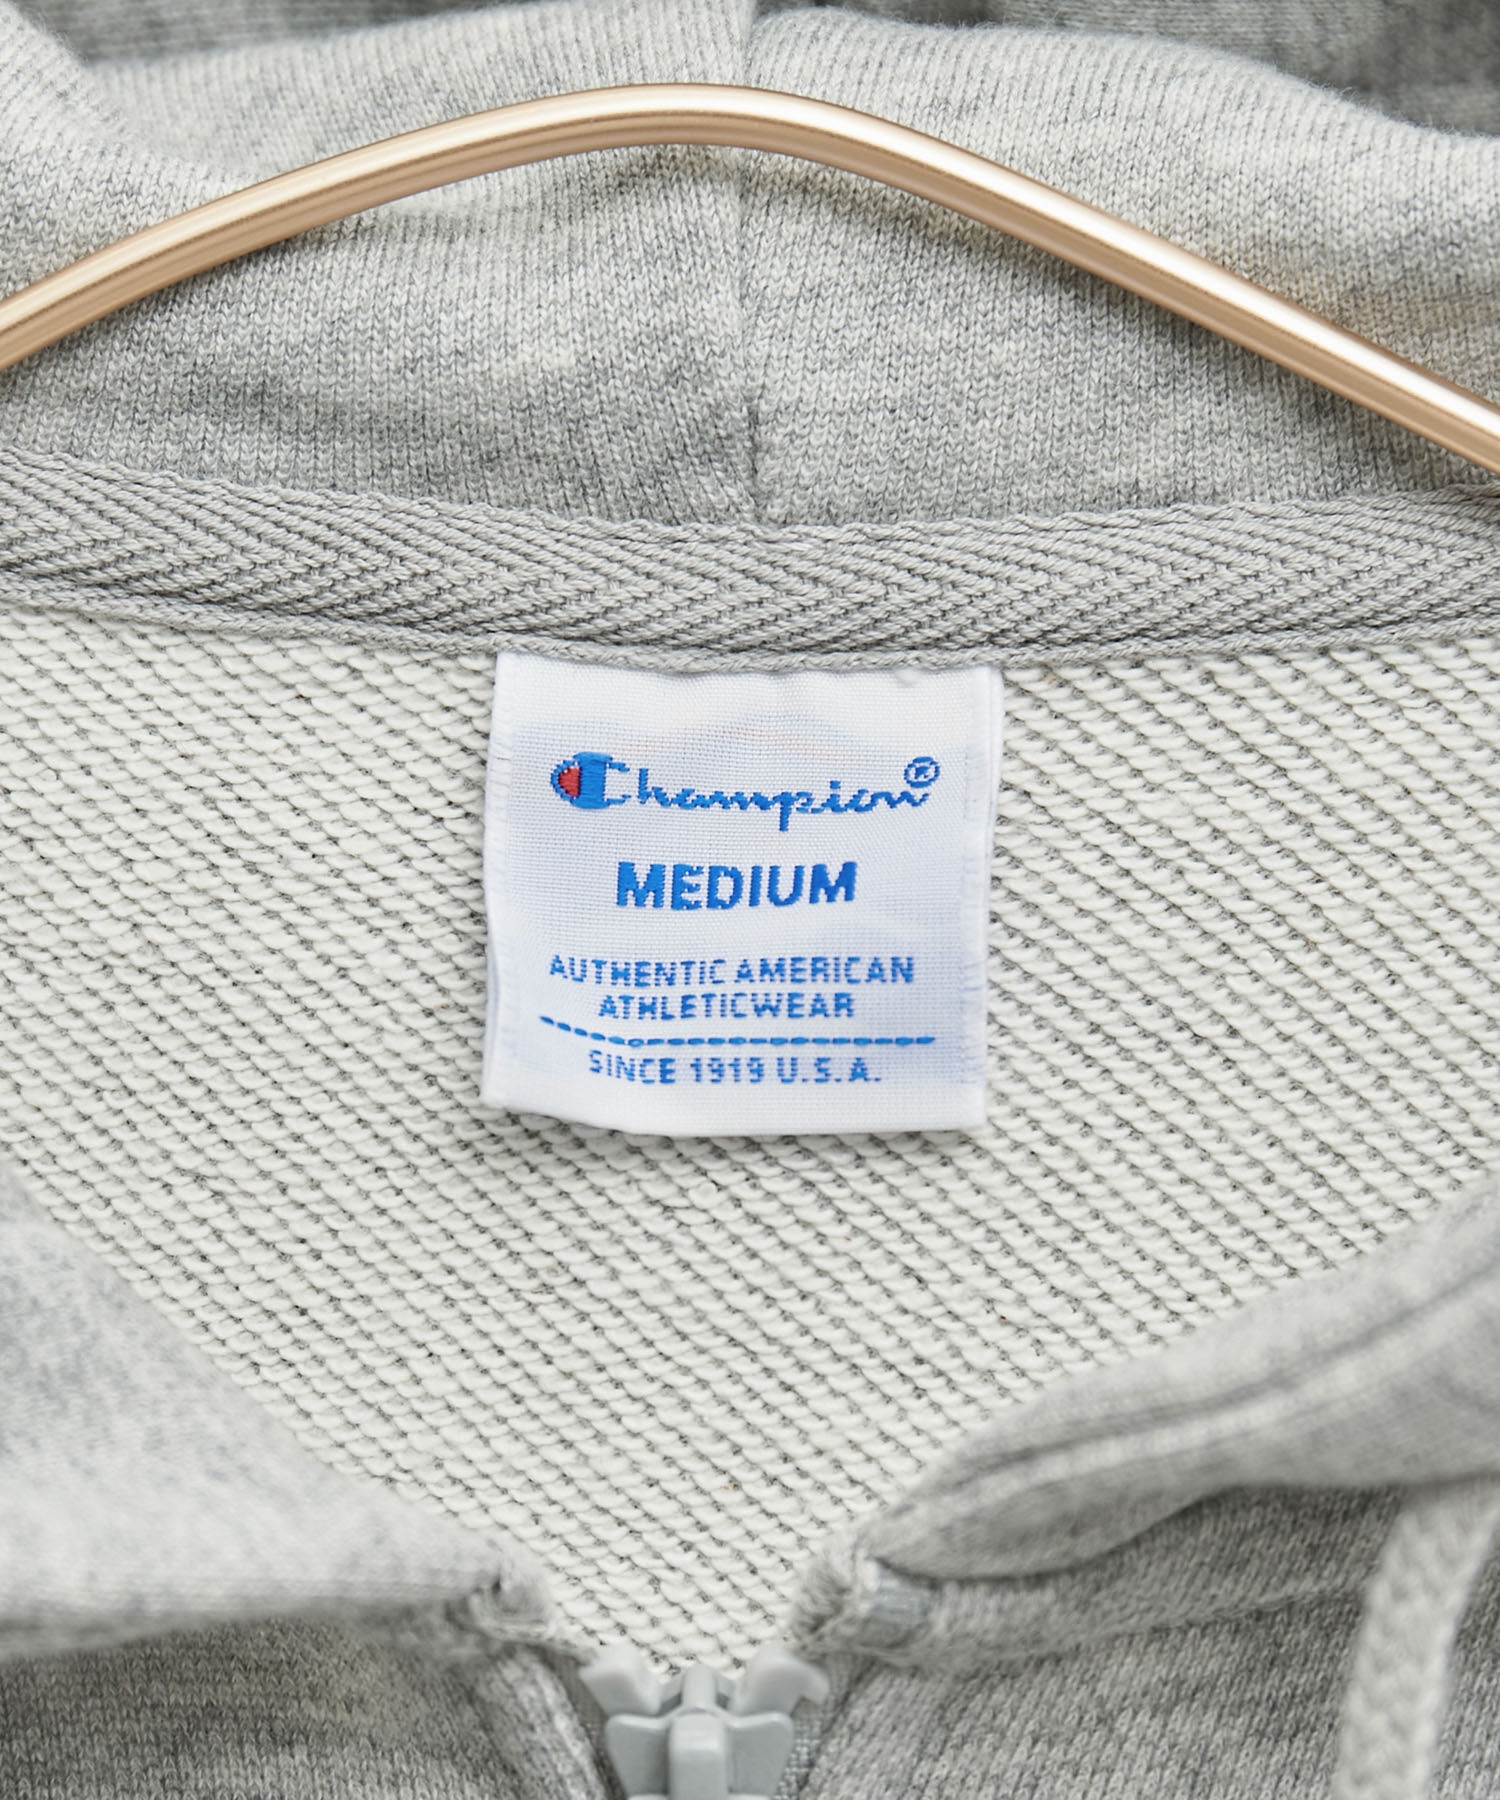 Champion®
MEDIUM
AUTHENTIC AMERICAN
ATHLETICWEAR
SINCE 1919 U.S.A.